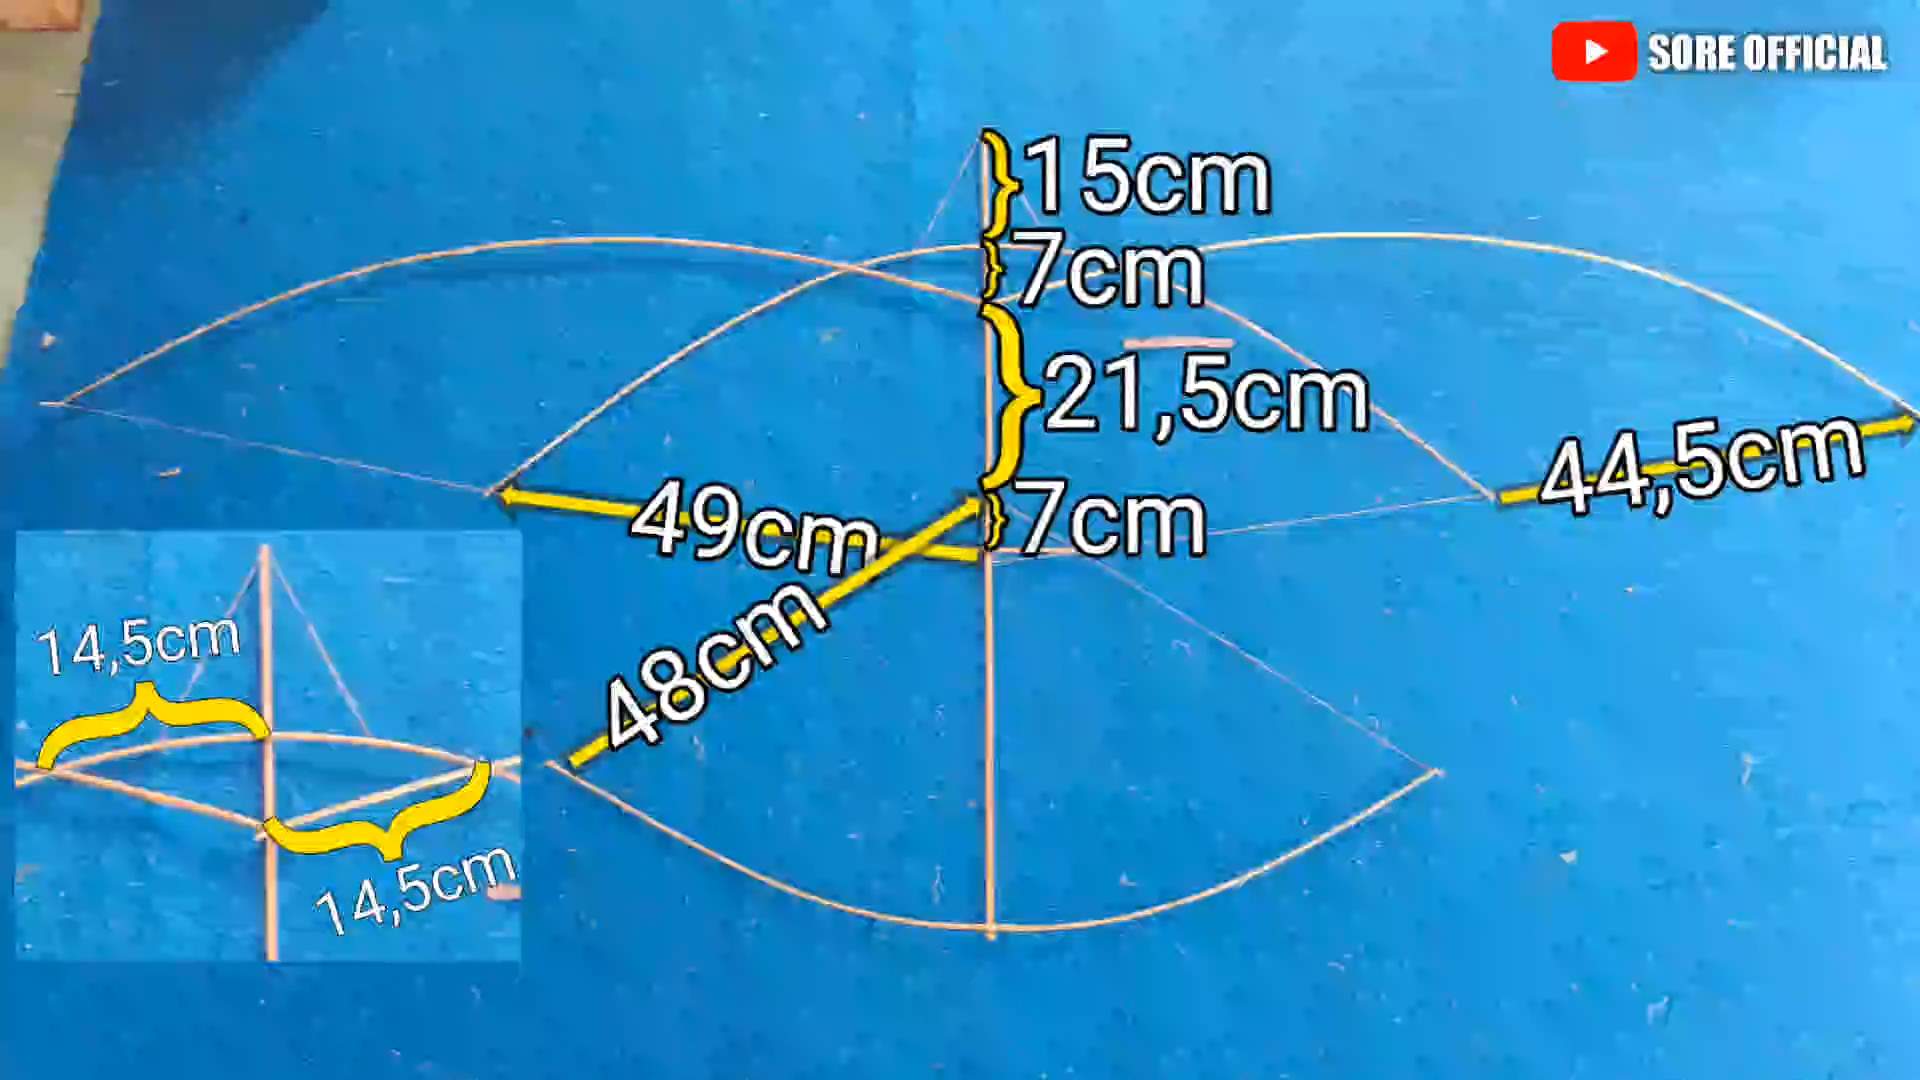 SORE OFFICIAL
15cm
7cm
21,5cm
44,5cm
49cm
7cm
48cm
14,5cm
14,5cm